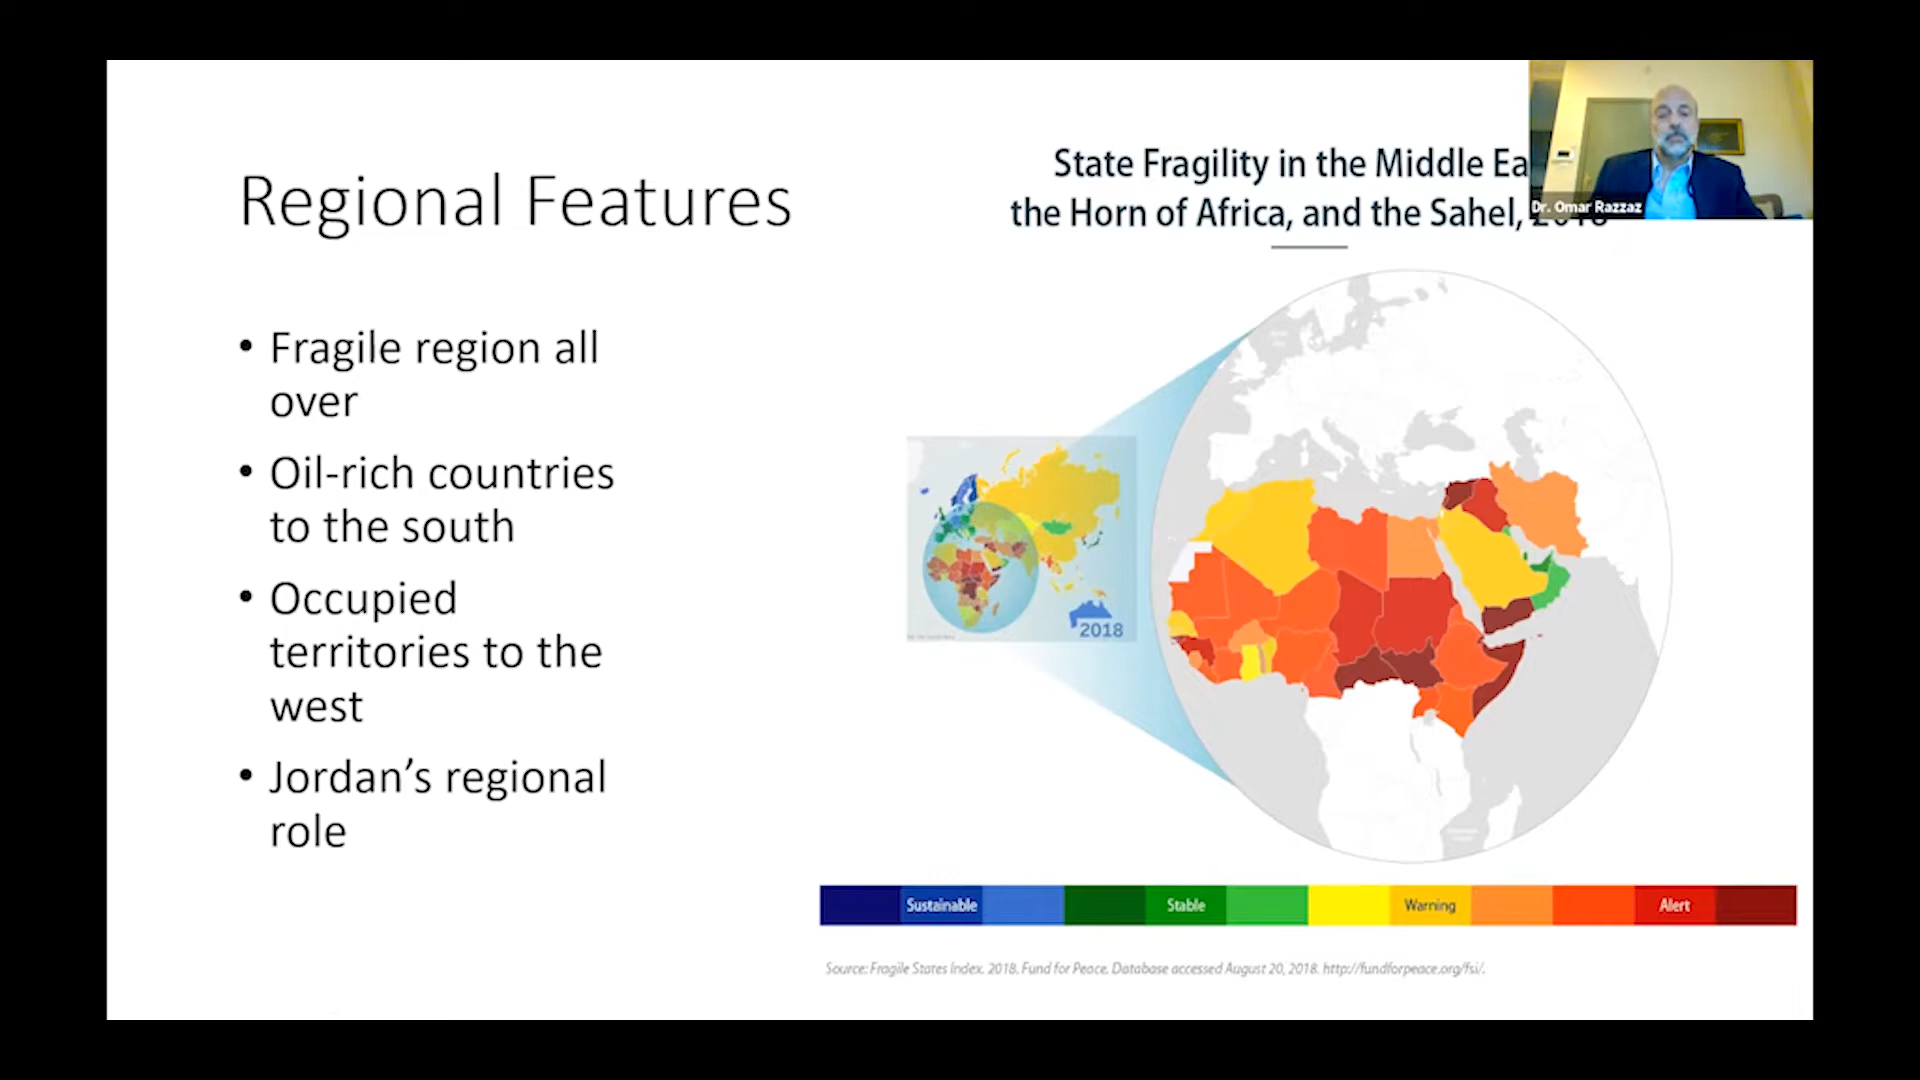 Regional Features
• Fragile region all
over
• Oil-rich countries
to the south
• Occupied
territories to the
west
• Jordan’s regional
role
State Fragility in the Middle Ea
the Horn of Africa, and the Sahel, 2018
Dr. Omar Razzaz
2018
Sustainable
Stable
Warning
Alert
Source: Fragile States Index. 2018. Fund for Peace. Database accessed August 20, 2018. http://fundforpeace.org/fsi/.